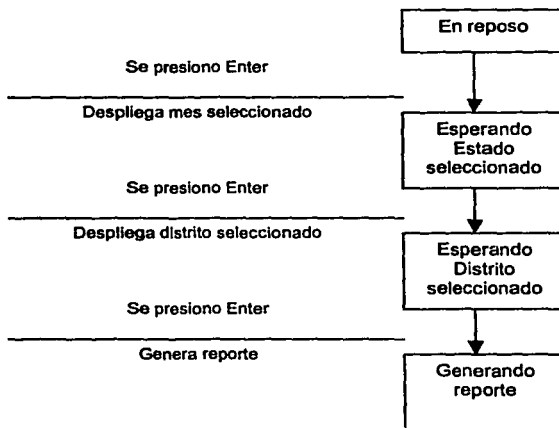 En reposo
Se presiono Enter
Despliega mes seleccionado
Esperando
Estado
seleccionado
Se presiono Enter
Despliega distrito seleccionado
Esperando
Distrito
seleccionado
Se presiono Enter
Genera reporte
Generando
reporte